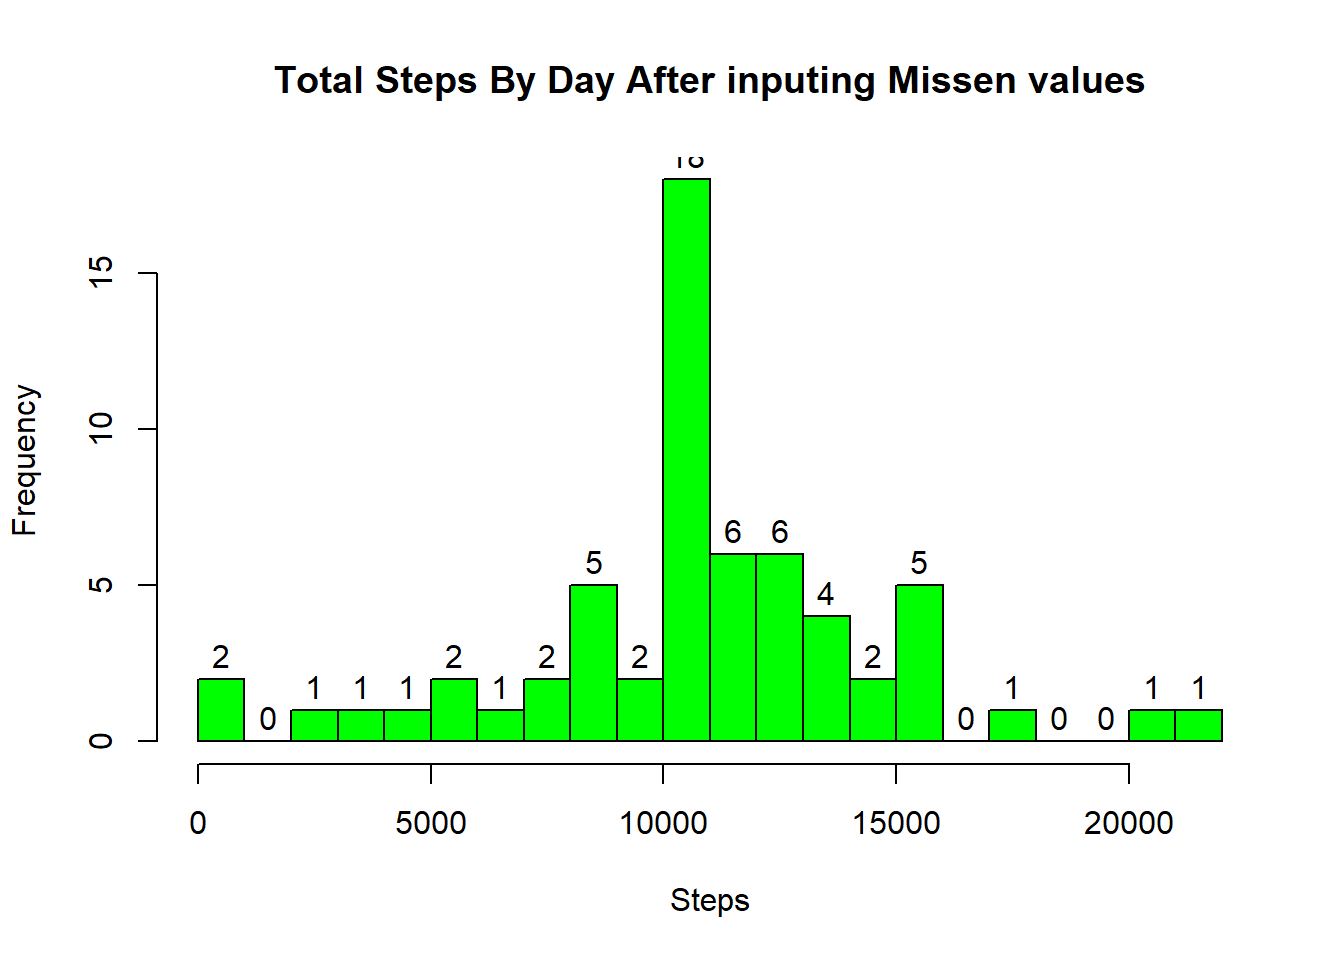 Total Steps By Day After inputing Missen values
18
15
10
5
0
Frequency
2 0 1 1 1 2 1 2 5 2 6 6 4 2 5 0 1 0 0 1 1
0 5000 10000 15000 20000
Steps